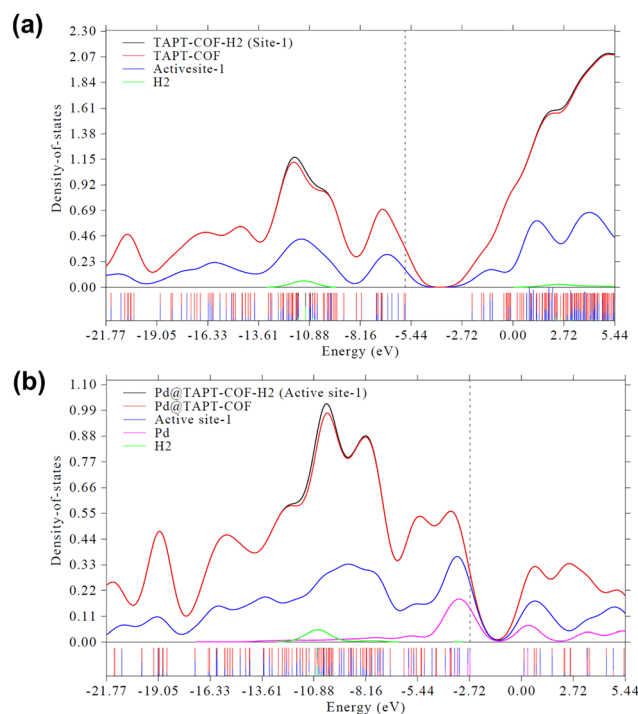 (a)
TAPT-COF-H2 (Site-1)
TAPT-COF
Activesite-1
H2
Density-of-states
2.30
2.07
1.84
1.61
1.38
1.15
0.92
0.69
0.46
0.23
0.00
-21.77 -19.05 -16.33 -13.61 -10.88 -8.16 -5.44 -2.72 0.00 2.72 5.44
Energy (eV)
(b)
Pd@TAPT-COF-H2 (Active site-1)
Pd@TAPT-COF
Active site-1
Pd
H2
Density-of-states
1.10
0.99
0.88
0.77
0.66
0.55
0.44
0.33
0.22
0.11
0.00
-21.77 -19.05 -16.33 -13.61 -10.88 -8.16 -5.44 -2.72 0.00 2.72 5.44
Energy (eV)